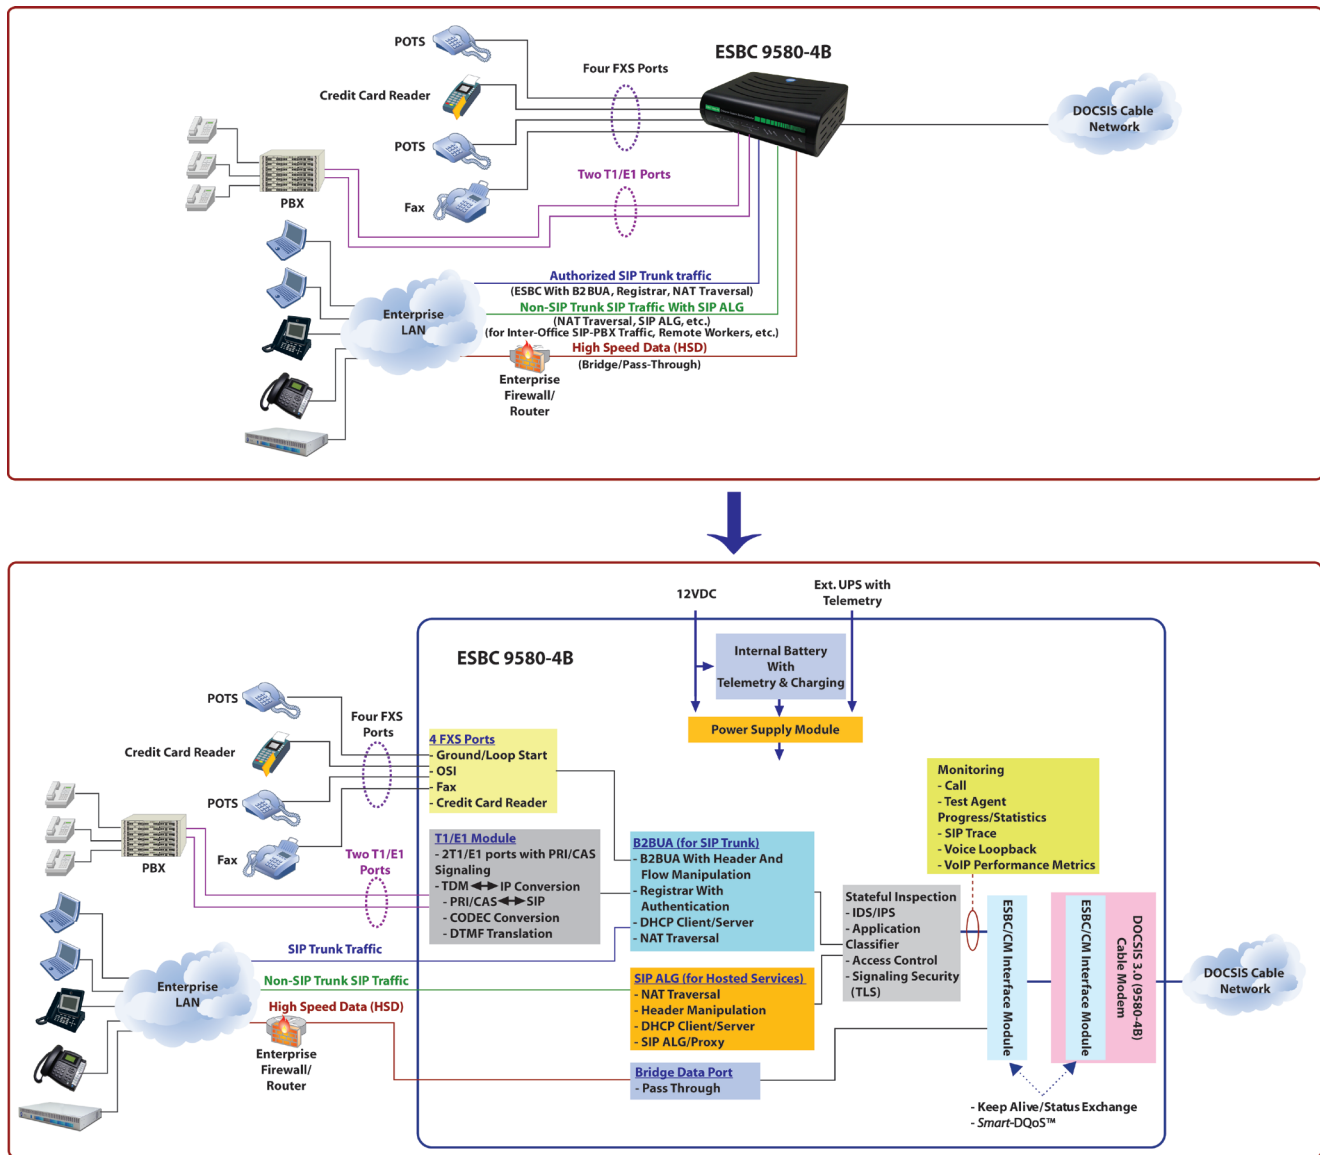 POTS
ESBC 9580-4B
Four FXS Ports
Credit Card Reader
DOCSIS Cable
Network
POTS
Two T1/E1 Ports
PBX
Fax
Authorized SIP Trunk traffic
(ESBC With B2BUA, Registrar, NAT Traversal)
Non-SIP Trunk SIP Traffic With SIP ALG
(NAT Traversal, SIP ALG, etc.)
(for Inter-Office SIP-PBX Traffic, Remote Workers, etc.)
Enterprise
LAN
High Speed Data (HSD)
(Bridge/Pass-Through)
Enterprise
Firewall/
Router
12VDC
Ext. UPS with
Telemetry
ESBC 9580-4B
Internal Battery
With
Telemetry & Charging
Power Supply Module
POTS
Four FXS
Ports
Credit Card Reader
POTS
PBX
Fax
Two T1/E1
Ports
4 FXS Ports
- Ground/Loop Start
- OSI
- Fax
- Credit Card Reader
T1/E1 Module
- 2T1/E1 ports with PRI/CAS
Signaling
- TDM ↔ IP Conversion
- PRI/CAS ↔ SIP
- CODEC Conversion
- DTMF Translation
B2BUA (for SIP Trunk)
- B2BUA With Header And
Flow Manipulation
- Registrar With
Authentication
- DHCP Client/Server
- NAT Traversal
Monitoring
- Call
- Test Agent
Progress/Statistics
- SIP Trace
- Voice Loopback
- VoIP Performance Metrics
Stateful Inspection
- IDS/IPS
- Application
Classifier
- Access Control
- Signaling Security
(TLS)
ESBC/CM Interface Module
ESBC/CM Interface Module
DOCSIS 3.0 (9580-4B)
Cable Modem
DOCSIS Cable
Network
SIP Trunk Traffic
Non-SIP Trunk SIP Traffic
High Speed Data (HSD)
Enterprise
LAN
Enterprise
Firewall/
Router
SIP ALG (for Hosted Services)
- NAT Traversal
- Header Manipulation
- DHCP Client/Server
- SIP ALG/Proxy
Bridge Data Port
- Pass Through
- Keep Alive/Status Exchange
- Smart-DQoS™